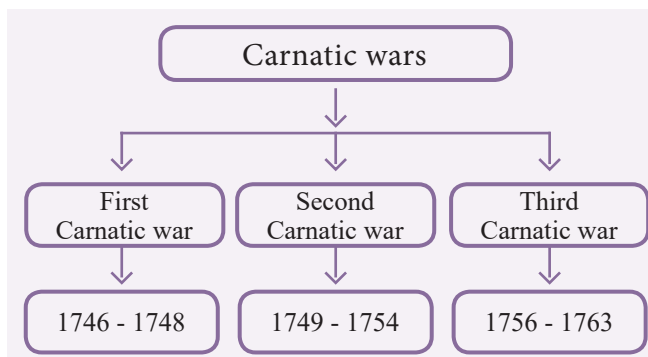 Carnatic wars
First
Carnatic war
Second
Carnatic war
Third
Carnatic war
1746 - 1748
1749 - 1754
1756 - 1763